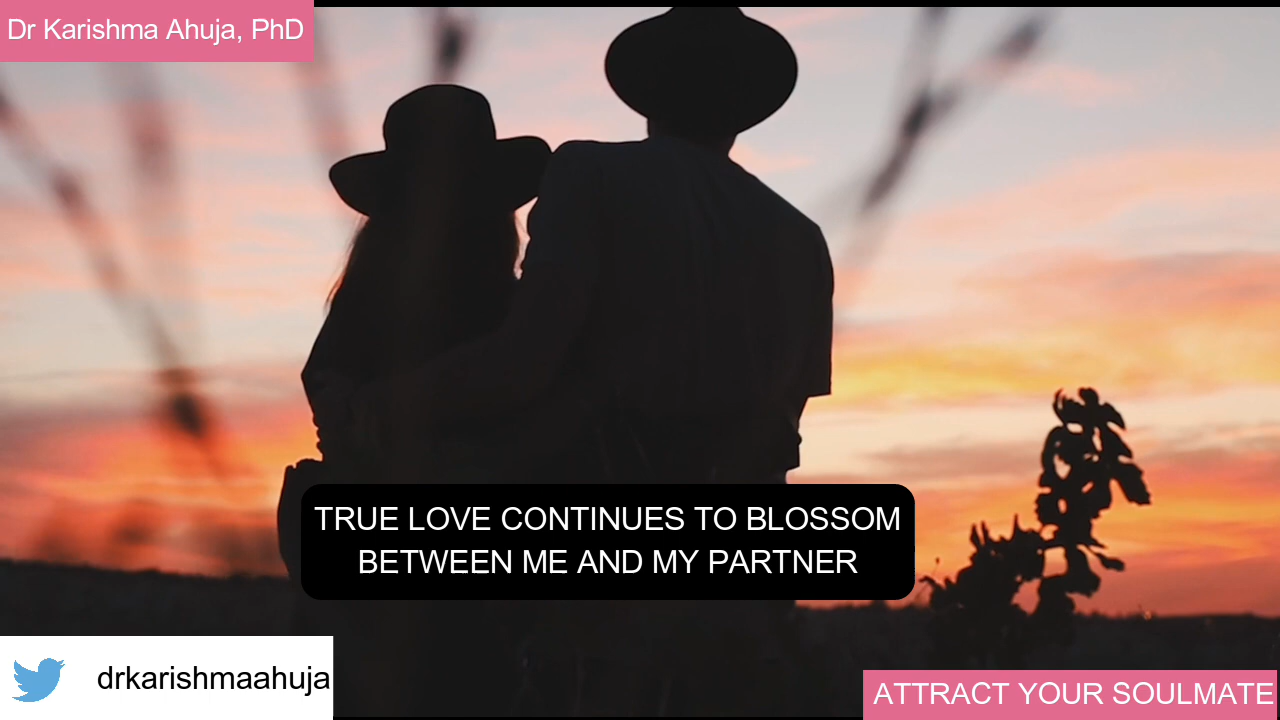 Dr Karishma Ahuja, PhD
TRUE LOVE CONTINUES TO BLOSSOM
BETWEEN ME AND MY PARTNER
drkarishmaahuja
ATTRACT YOUR SOULMATE